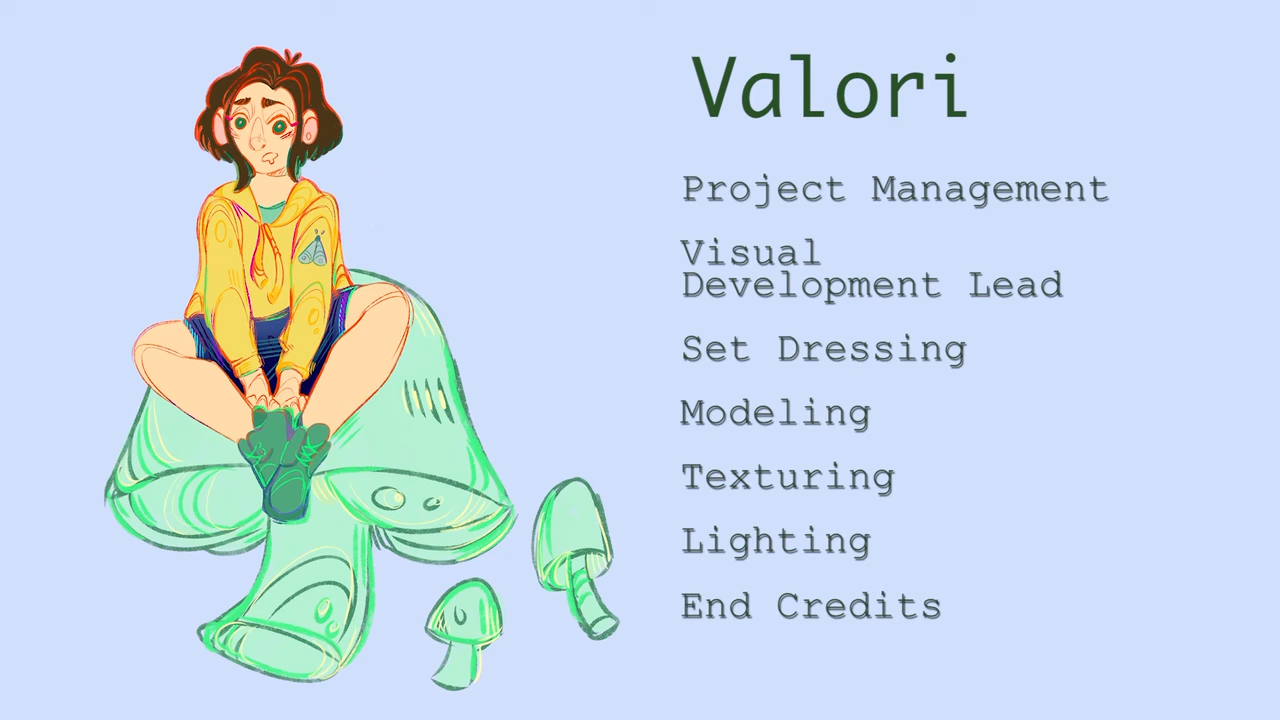 Valori
Project Management
Visual
Development Lead
Set Dressing
Modeling
Texturing
Lighting
End Credits